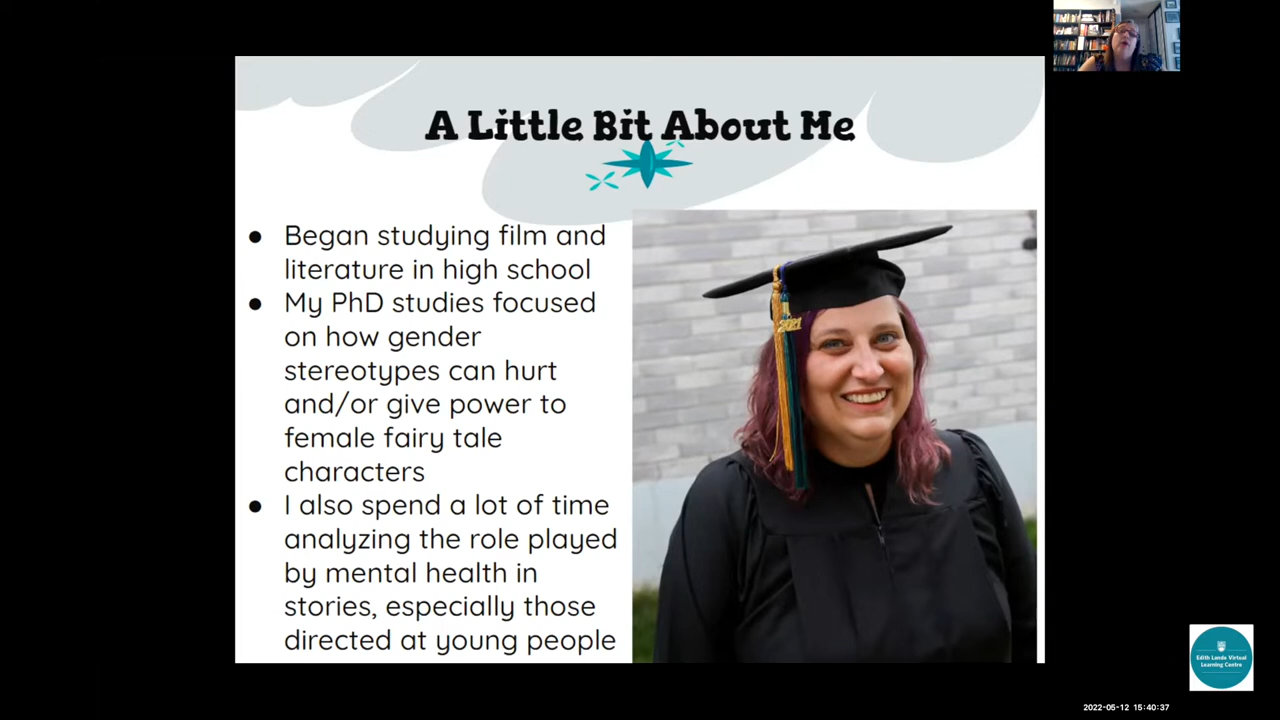 A Little Bit About Me
● Began studying film and
literature in high school
● My PhD studies focused
on how gender
stereotypes can hurt
and/or give power to
female fairy tale
characters
● I also spend a lot of time
analyzing the role played
by mental health in
stories, especially those
directed at young people
2021
Edith Lando Virtual
Learning Centre
2022-05-12 15:40:37